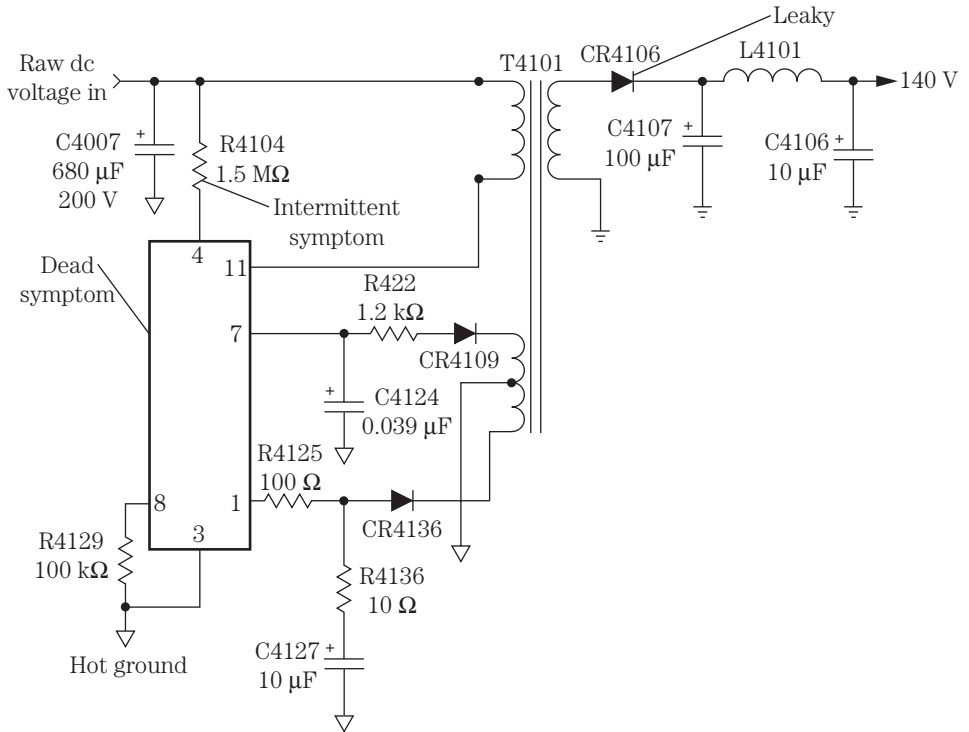 Leaky
Raw dc
voltage in
T4101
CR4106
L4101
140 V
C4007
680 μF
200 V
+
R4104
1.5 MΩ
C4107
100 μF
+
C4106
10 μF
+
Intermittent
symptom
Dead
symptom
4
11
R422
1.2 kΩ
7
CR4109
+
C4124
0.039 μF
R4125
100 Ω
8
1
3
CR4136
R4129
100 kΩ
R4136
10 Ω
Hot ground
C4127
10 μF
+